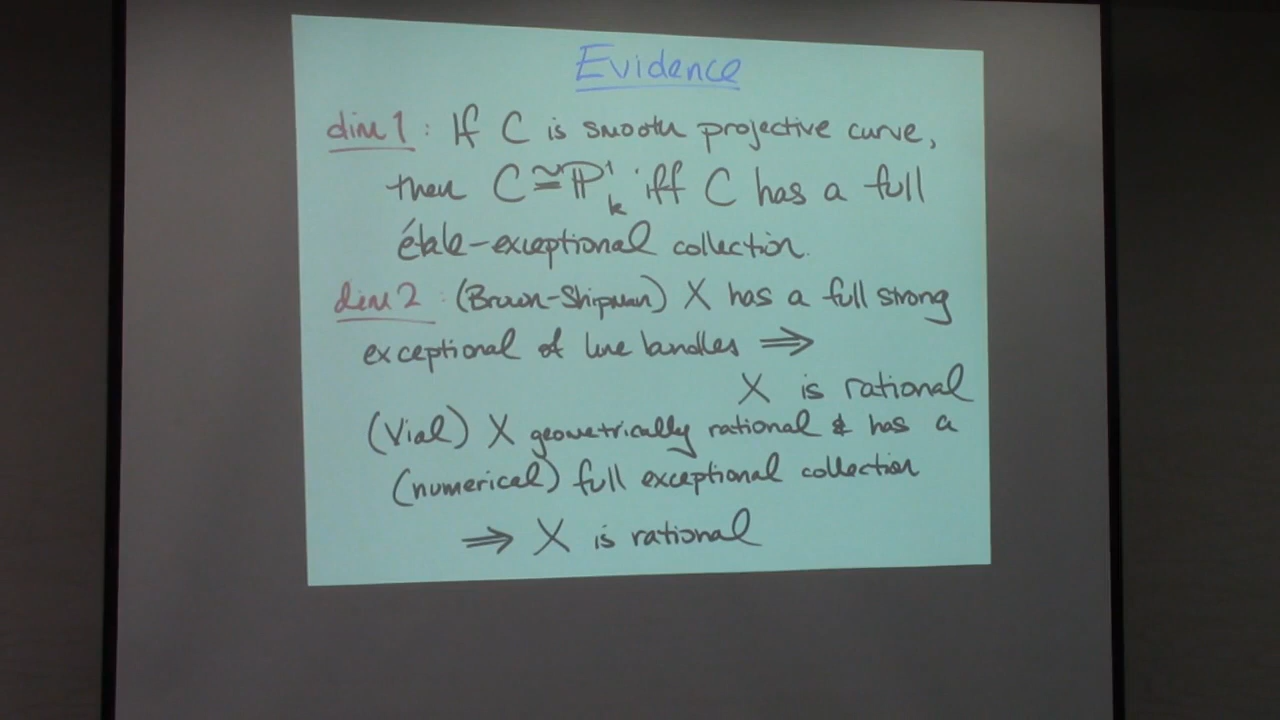 Evidence
dim 1: If C is smooth projective curve,
then C ≅ ℙ¹ₖ iff C has a full
étale-exceptional collection.
dim 2: (Brown-Shipman) X has a full strong
exceptional of line bundles ⟹
X is rational
(Vial) X geometrically rational & has a
(numerical) full exceptional collection
⟹ X is rational